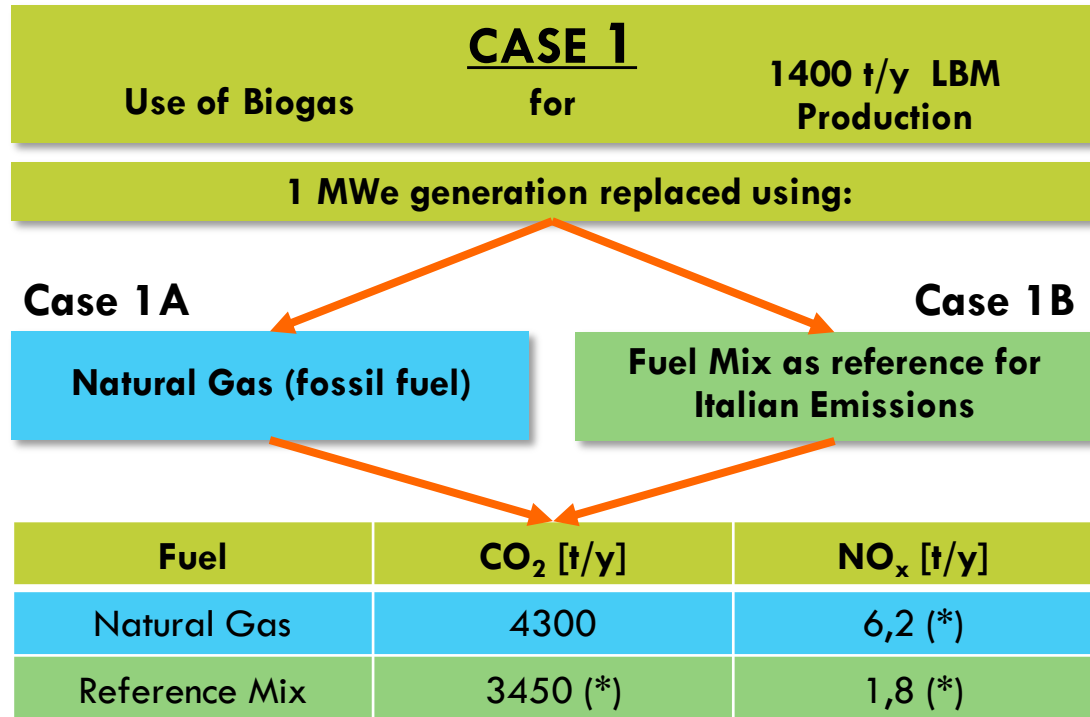 CASE 1
Use of Biogas for 1400 t/y LBM
Production
1 MWe generation replaced using:
Case 1A
Case 1B
Natural Gas (fossil fuel)
Fuel Mix as reference for
Italian Emissions
Fuel CO₂ [t/y] NOₓ [t/y]
Natural Gas 4300 6,2 (*)
Reference Mix 3450 (*) 1,8 (*)